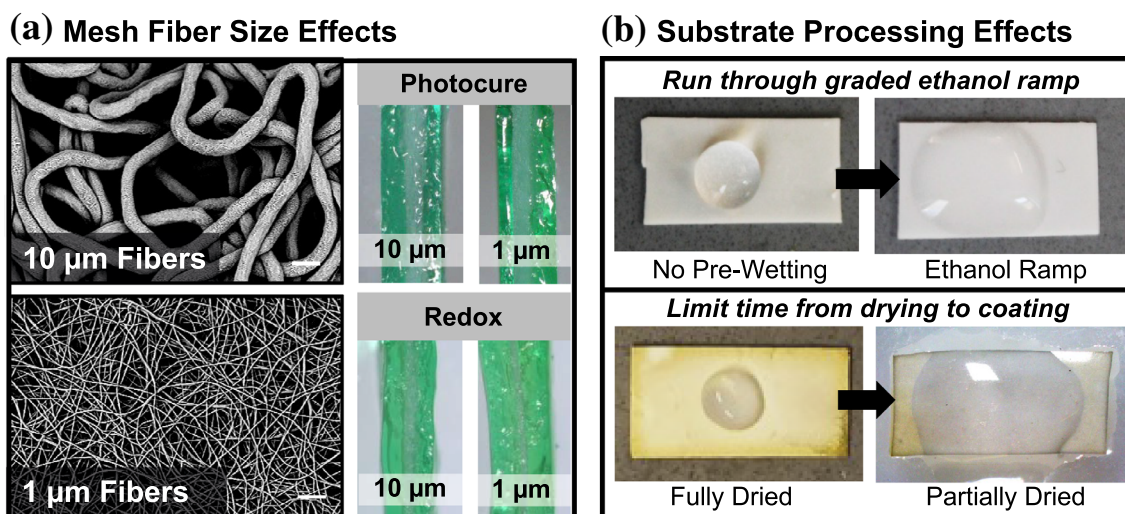 (a) Mesh Fiber Size Effects
10 µm Fibers
Photocure
10 µm
1 µm
1 µm Fibers
Redox
10 µm
1 µm
(b) Substrate Processing Effects
Run through graded ethanol ramp
No Pre-Wetting
Ethanol Ramp
Limit time from drying to coating
Fully Dried
Partially Dried